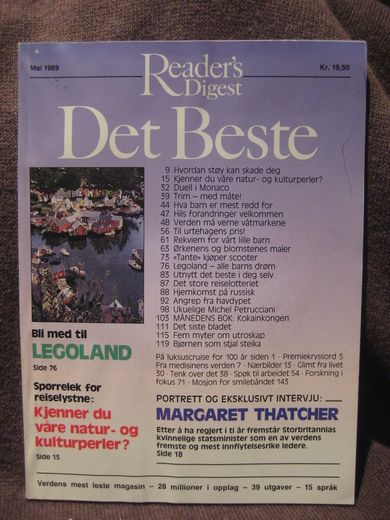 Mai 1989
Reader's
Digest
Kr. 19,50
Det Beste
9 Hvordan støy kan skade deg
15 Kjenner du våre natur- og kulturperler?
32 Duell i Monaco
39 Trim – med måte!
44 Hva barn er mest redd for
47 Hils forandringer velkommen
48 Verden må verne våtmarkene
56 Til urtehagens pris!
61 Rekviem for vårt lille barn
63 Ørkenens og blomstenes maler
73 «Tante» kjøper scooter
76 Legoland – alle barns drøm
83 Utnytt det beste i deg selv
87 Det store reiselotteriet
88 Hjemkomst på russisk
92 Angrep fra havdypet
98 Ukuelige Michel Petrucciani
103 MÅNEDENS BOK: Kokainkongen
111 Det siste bladet
115 Fem myter om utroskap
119 Bjørnen som stjal steika
På luksuscruise for 100 år siden 1 · Premiekryssord 5
Fra medisinens verden 7 · Nærbilder 13 · Glimt fra livet
30 · Tenk over det 38 · Spøk til arbeidet 54 · Forskning i
fokus 71 · Mosjon for smilebåndet 143
Bli med til
LEGOLAND
Side 76
Spørrelek for
reiselystne:
Kjenner du
våre natur- og
kulturperler?
Side 15
PORTRETT OG EKSKLUSIVT INTERVJU:
MARGARET THATCHER
Etter å ha regjert i ti år fremstår Storbritannias
kvinnelige statsminister som en av verdens
fremste og mest innflytelsesrike ledere.
Side 18
Verdens mest leste magasin – 28 millioner i opplag – 39 utgaver – 15 språk